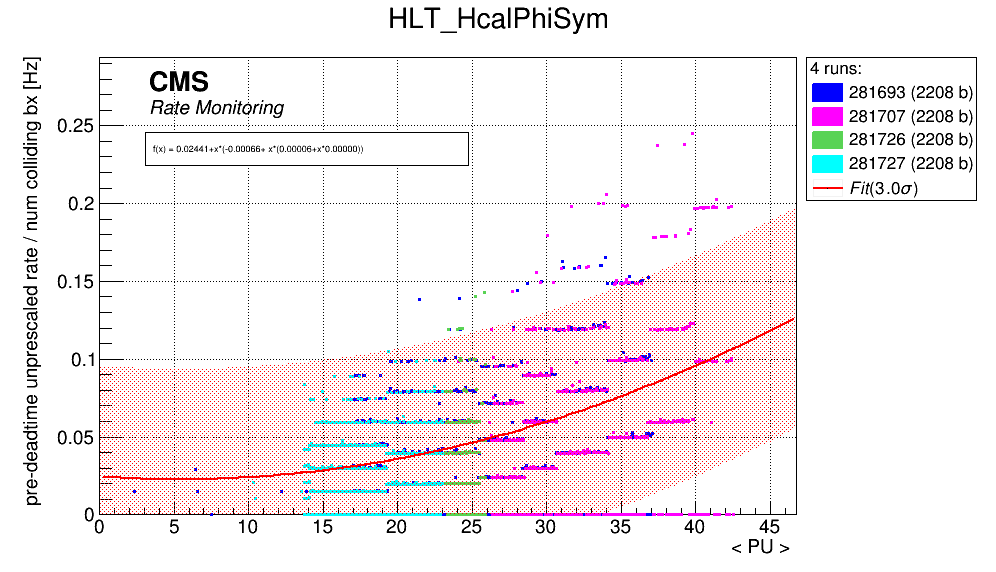 HLT_HcalPhiSym
pre-deadtime unprescaled rate / num colliding bx [Hz]
CMS
Rate Monitoring
f(x) = 0.02441+x*(-0.00066+ x*(0.00006+x*0.00000))
0.25
0.2
0.15
0.1
0.05
0
0 5 10 15 20 25 30 35 40 45
< PU >
4 runs:
281693 (2208 b)
281707 (2208 b)
281726 (2208 b)
281727 (2208 b)
Fit(3.0σ)